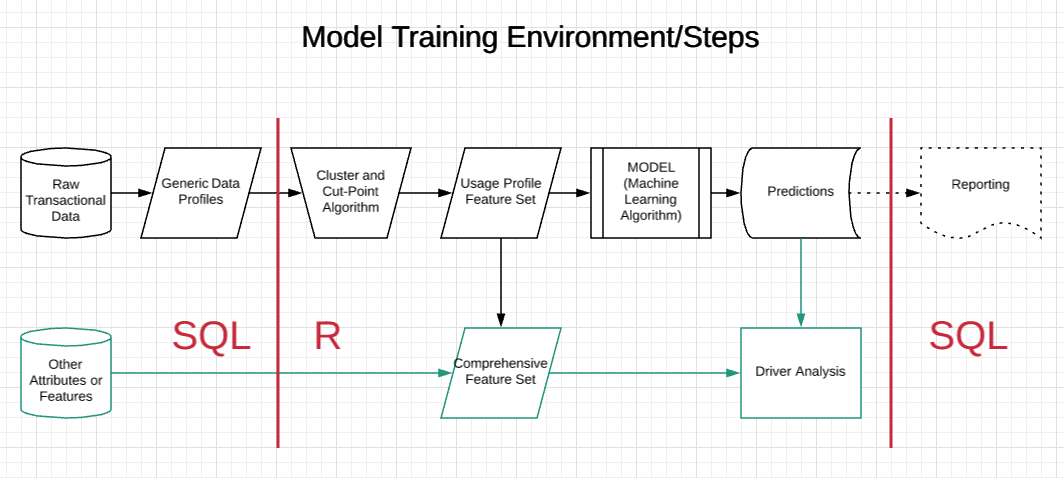 Model Training Environment/Steps
Raw
Transactional
Data
Generic Data
Profiles
Cluster and
Cut-Point
Algorithm
Usage Profile
Feature Set
MODEL
(Machine
Learning
Algorithm)
Predictions
Reporting
SQL
R
SQL
Other
Attributes or
Features
Comprehensive
Feature Set
Driver Analysis